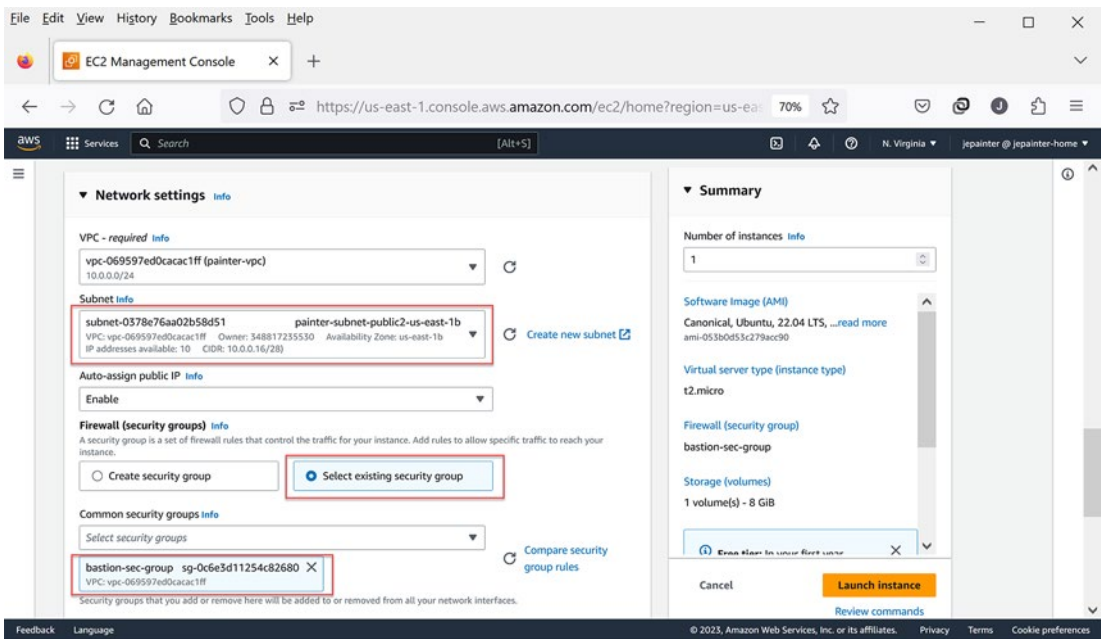 File Edit View History Bookmarks Tools Help
EC2 Management Console
https://us-east-1.console.aws.amazon.com/ec2/home?region=us-ea
70%
J
aws
Services
Search
[Alt+S]
N. Virginia
jepainter @ jepainter-home
Network settings Info
VPC - required Info
vpc-069597ed0cacac1ff (painter-vpc)
10.0.0.0/24
Subnet Info
subnet-0378e76aa02b58d51 painter-subnet-public2-us-east-1b
VPC: vpc-069597ed0cacac1ff Owner: 348817235530 Availability Zone: us-east-1b
IP addresses available: 10 CIDR: 10.0.0.16/28)
Create new subnet
Auto-assign public IP Info
Enable
Firewall (security groups) Info
A security group is a set of firewall rules that control the traffic for your instance. Add rules to allow specific traffic to reach your
instance.
Create security group
Select existing security group
Common security groups Info
Select security groups
Compare security
group rules
bastion-sec-group sg-0c6e3d11254c82680
VPC: vpc-069597ed0cacac1ff
Security groups that you add or remove here will be added to or removed from all your network interfaces.
Summary
Number of instances Info
1
Software Image (AMI)
Canonical, Ubuntu, 22.04 LTS, ...read more
ami-053b0d53c279acc90
Virtual server type (instance type)
t2.micro
Firewall (security group)
bastion-sec-group
Storage (volumes)
1 volume(s) - 8 GiB
Free tier: In your first year
Cancel
Launch instance
Review commands
Feedback Language
© 2023, Amazon Web Services, Inc. or its affiliates. Privacy Terms Cookie preferences